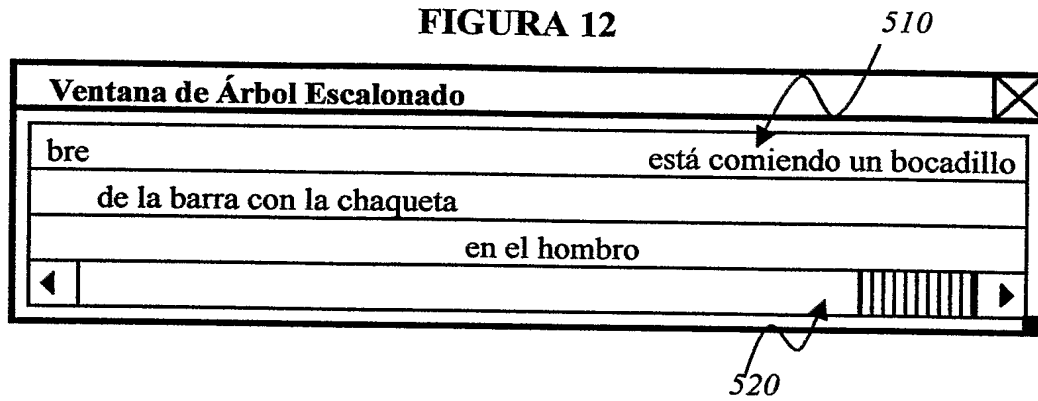 FIGURA 12
510
Ventana de Árbol Escalonado
bre está comiendo un bocadillo
de la barra con la chaqueta
en el hombro
520